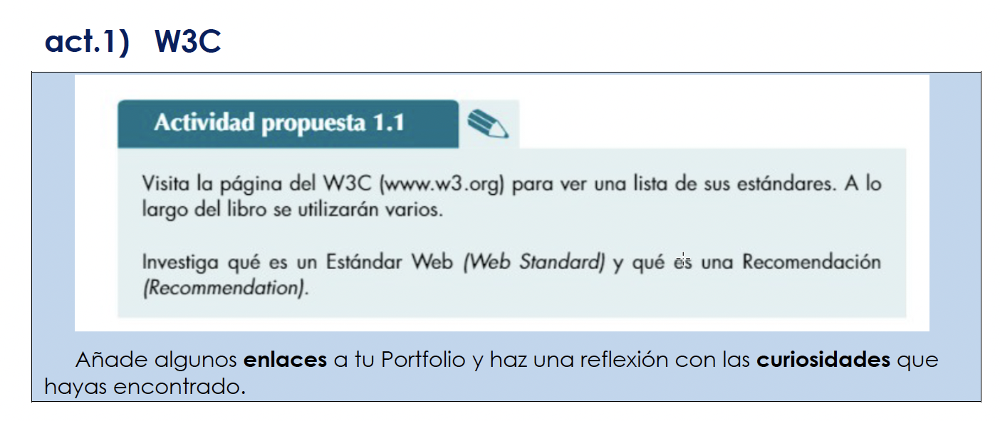 act.1) W3C
Actividad propuesta 1.1
Visita la página del W3C (www.w3.org) para ver una lista de sus estándares. A lo
largo del libro se utilizarán varios.
Investiga qué es un Estándar Web (Web Standard) y qué es una Recomendación
(Recommendation).
Añade algunos enlaces a tu Portfolio y haz una reflexión con las curiosidades que
hayas encontrado.